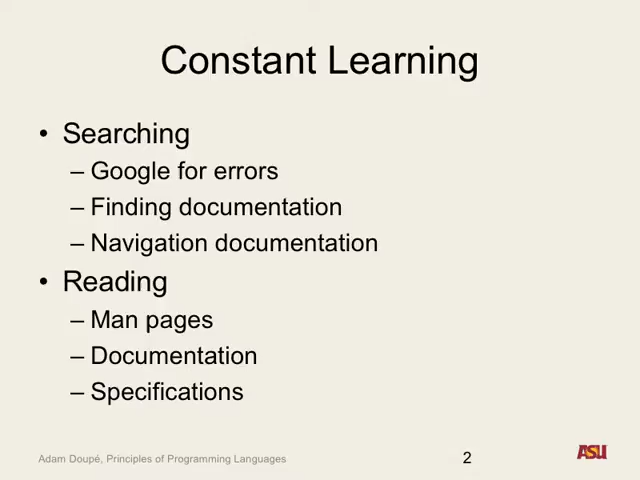 Constant Learning
• Searching
– Google for errors
– Finding documentation
– Navigation documentation
• Reading
– Man pages
– Documentation
– Specifications
Adam Doupé, Principles of Programming Languages
2
ASU